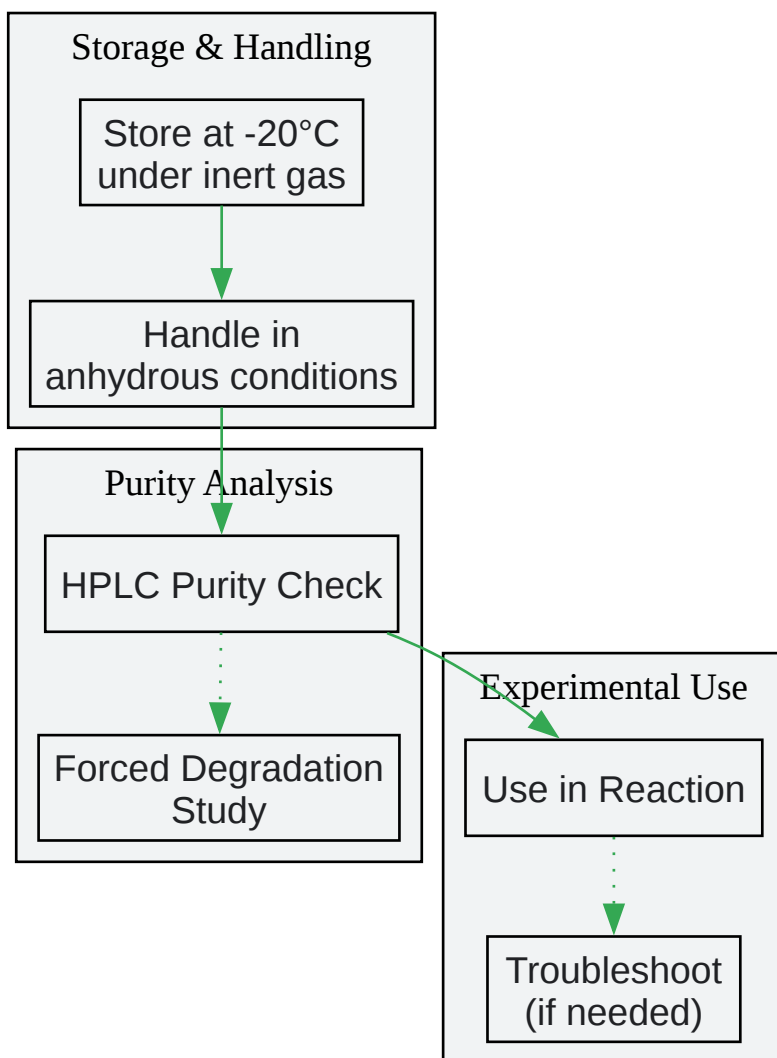 Storage & Handling
Store at -20°C
under inert gas
Handle in
anhydrous conditions
Purity Analysis
HPLC Purity Check
Forced Degradation
Study
Experimental Use
Use in Reaction
Troubleshoot
(if needed)